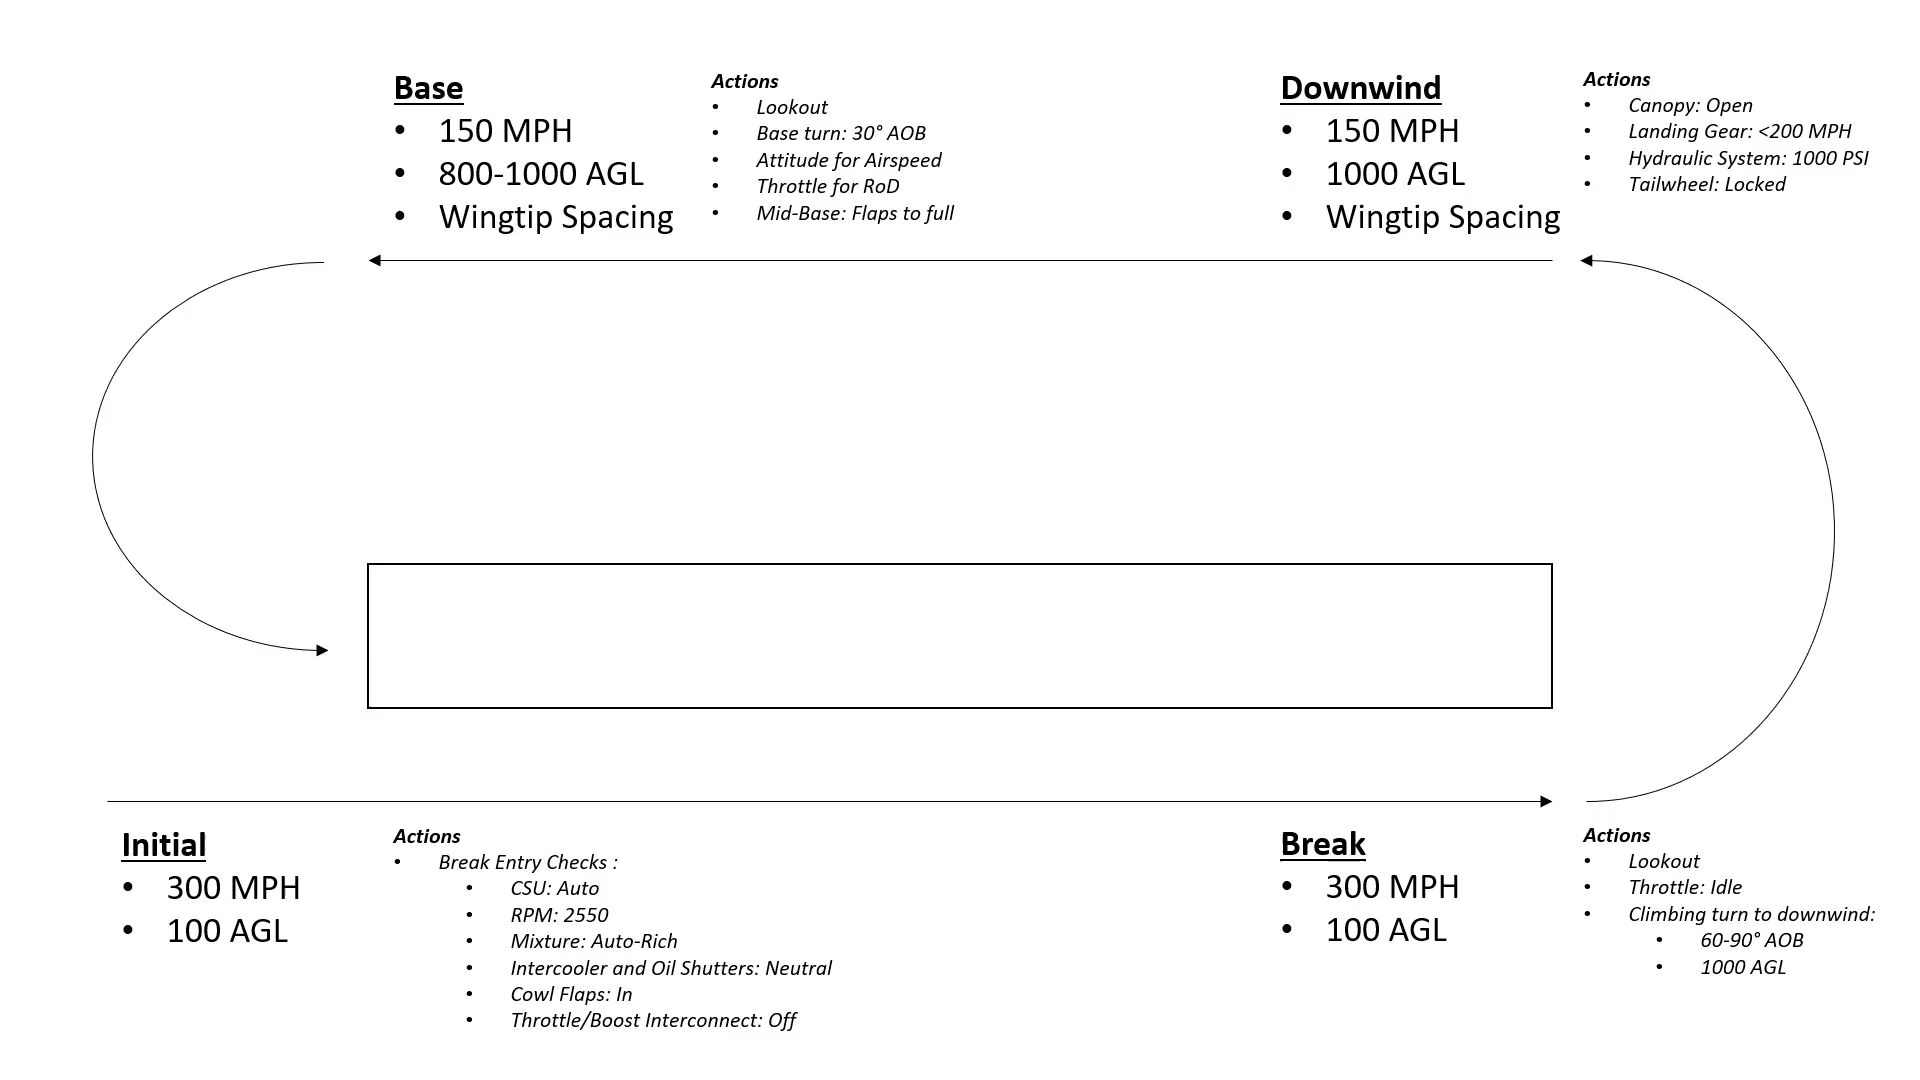 Base
• 150 MPH
• 800-1000 AGL
• Wingtip Spacing
Actions
• Lookout
• Base turn: 30° AOB
• Attitude for Airspeed
• Throttle for RoD
• Mid-Base: Flaps to full
Downwind
• 150 MPH
• 1000 AGL
• Wingtip Spacing
Actions
• Canopy: Open
• Landing Gear: <200 MPH
• Hydraulic System: 1000 PSI
• Tailwheel: Locked
Initial
• 300 MPH
• 100 AGL
Actions
• Break Entry Checks :
• CSU: Auto
• RPM: 2550
• Mixture: Auto-Rich
• Intercooler and Oil Shutters: Neutral
• Cowl Flaps: In
• Throttle/Boost Interconnect: Off
Break
• 300 MPH
• 100 AGL
Actions
• Lookout
• Throttle: Idle
• Climbing turn to downwind:
• 60-90° AOB
• 1000 AGL